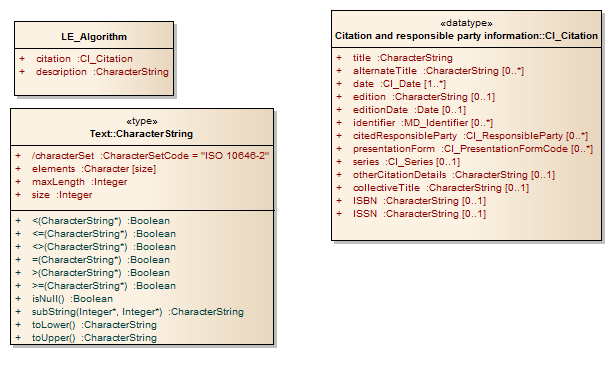 LE_Algorithm
+ citation :CI_Citation
+ description :CharacterString
«type»
Text::CharacterString
+ /characterSet :CharacterSetCode = "ISO 10646-2"
+ elements :Character [size]
+ maxLength :Integer
+ size :Integer
+ <(CharacterString*) :Boolean
+ <=(CharacterString*) :Boolean
+ <>(CharacterString*) :Boolean
+ =(CharacterString*) :Boolean
+ >(CharacterString*) :Boolean
+ >=(CharacterString*) :Boolean
+ isNull() :Boolean
+ subString(Integer*, Integer*) :CharacterString
+ toLower() :CharacterString
+ toUpper() :CharacterString
«datatype»
Citation and responsible party information::CI_Citation
+ title :CharacterString
+ alternateTitle :CharacterString [0..*]
+ date :CI_Date [1..*]
+ edition :CharacterString [0..1]
+ editionDate :Date [0..1]
+ identifier :MD_Identifier [0..*]
+ citedResponsibleParty :CI_ResponsibleParty [0..*]
+ presentationForm :CI_PresentationFormCode [0..*]
+ series :CI_Series [0..1]
+ otherCitationDetails :CharacterString [0..1]
+ collectiveTitle :CharacterString [0..1]
+ ISBN :CharacterString [0..1]
+ ISSN :CharacterString [0..1]